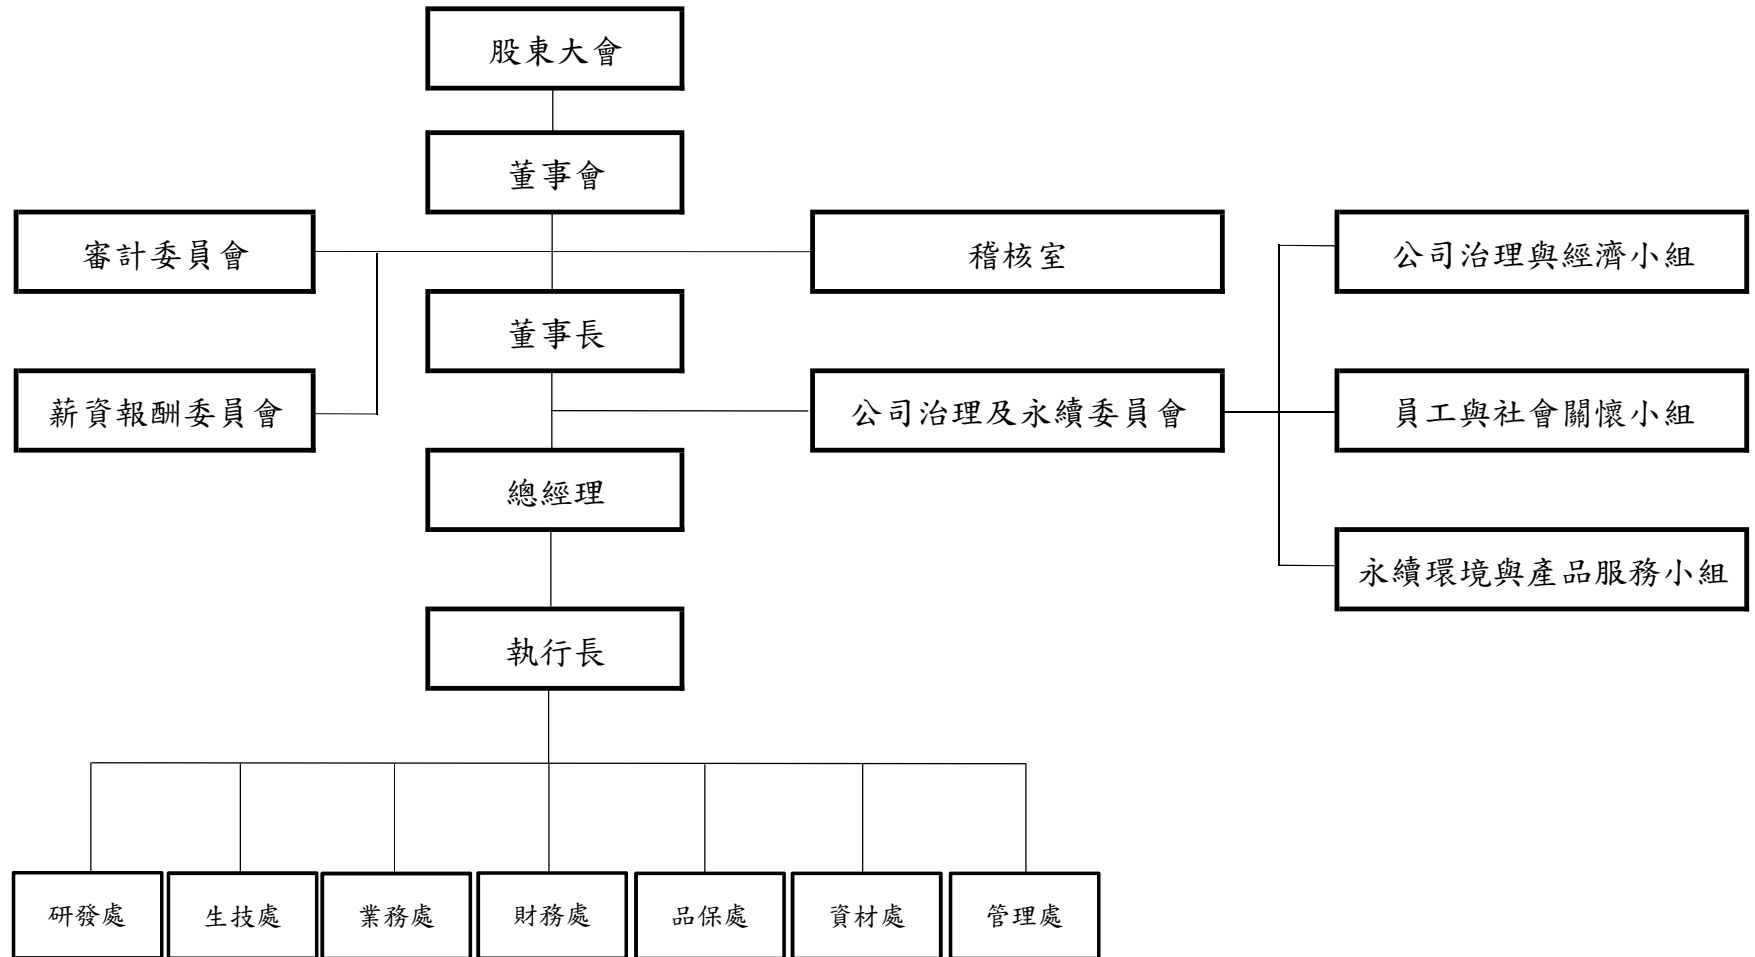 股東大會
董事會
審計委員會
稽核室
公司治理與經濟小組
董事長
薪資報酬委員會
公司治理及永續委員會
員工與社會關懷小組
總經理
永續環境與產品服務小組
執行長
研發處
生技處
業務處
財務處
品保處
資材處
管理處